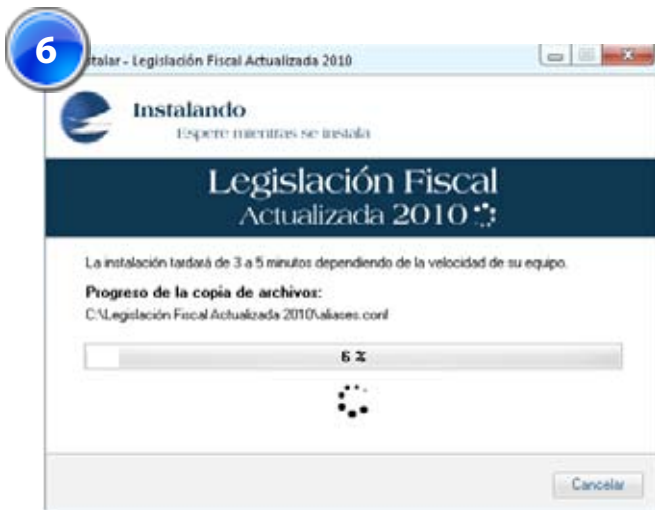 6
stalar - Legislación Fiscal Actualizada 2010
Instalando
Espere mientras se instala
Legislación Fiscal
Actualizada 2010
La instalación tardará de 3 a 5 minutos dependiendo de la velocidad de su equipo.
Progreso de la copia de archivos:
C:\Legislación Fiscal Actualizada 2010\aliases.conf
6 %
Cancelar